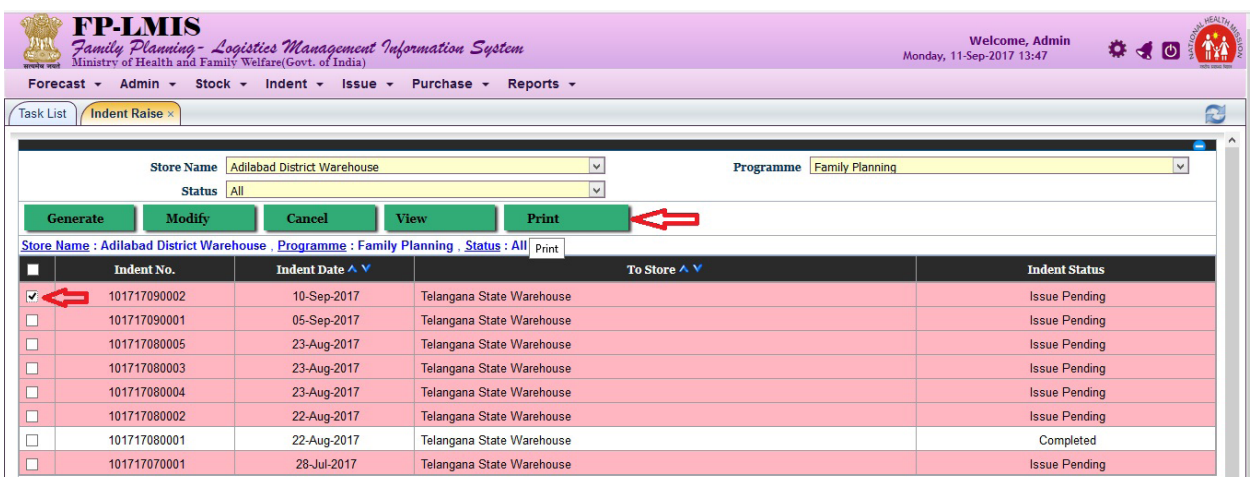 FP-LMIS
Family Planning - Logistics Management Information System
Ministry of Health and Family Welfare(Govt. of India)
सत्यमेव जयते
Welcome, Admin
Monday, 11-Sep-2017 13:47
NATIONAL HEALTH MISSION
Forecast Admin Stock Indent Issue Purchase Reports
Task List Indent Raise ×
Store Name Adilabad District Warehouse Programme Family Planning
Status All
Generate Modify Cancel View Print
Store Name : Adilabad District Warehouse , Programme : Family Planning , Status : All
Print
Indent No. Indent Date To Store Indent Status
101717090002 10-Sep-2017 Telangana State Warehouse Issue Pending
101717090001 05-Sep-2017 Telangana State Warehouse Issue Pending
101717080005 23-Aug-2017 Telangana State Warehouse Issue Pending
101717080003 23-Aug-2017 Telangana State Warehouse Issue Pending
101717080004 23-Aug-2017 Telangana State Warehouse Issue Pending
101717080002 22-Aug-2017 Telangana State Warehouse Issue Pending
101717080001 22-Aug-2017 Telangana State Warehouse Completed
101717070001 28-Jul-2017 Telangana State Warehouse Issue Pending